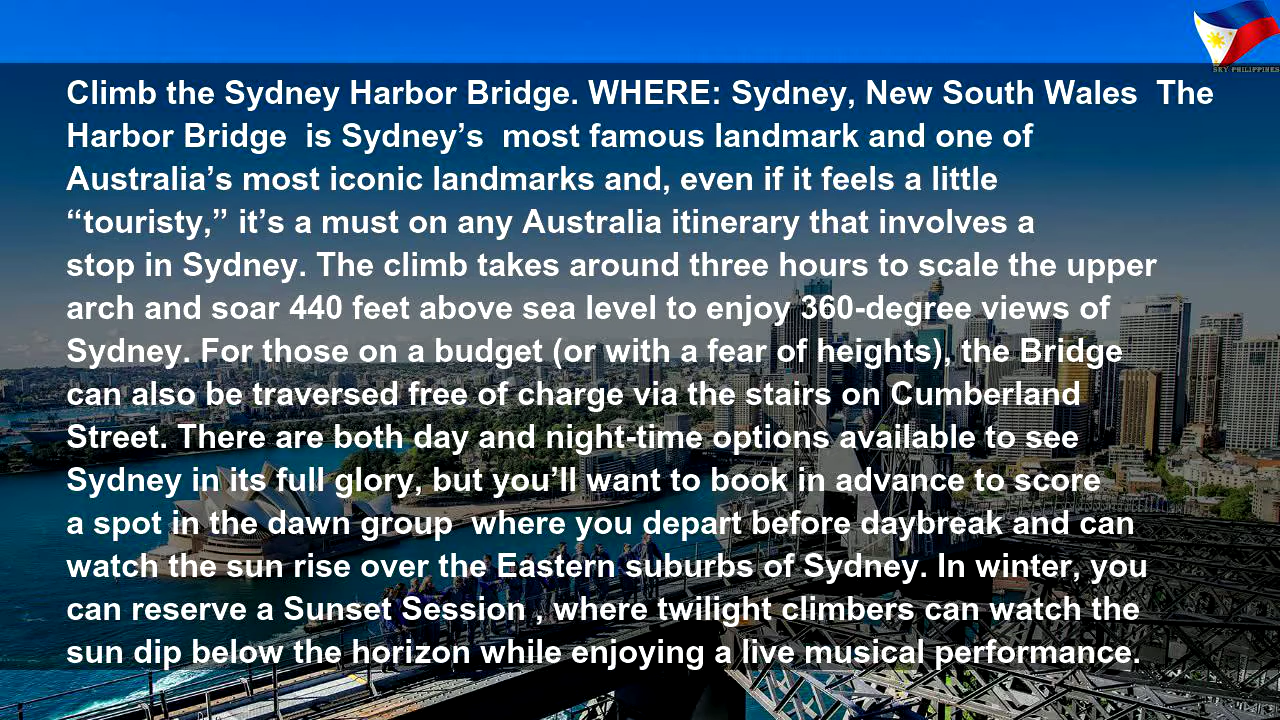 SKY PHILIPPINES
Climb the Sydney Harbor Bridge. WHERE: Sydney, New South Wales  The
Harbor Bridge  is Sydney’s  most famous landmark and one of
Australia’s most iconic landmarks and, even if it feels a little
“touristy,” it’s a must on any Australia itinerary that involves a
stop in Sydney. The climb takes around three hours to scale the upper
arch and soar 440 feet above sea level to enjoy 360-degree views of
Sydney. For those on a budget (or with a fear of heights), the Bridge
can also be traversed free of charge via the stairs on Cumberland
Street. There are both day and night-time options available to see
Sydney in its full glory, but you’ll want to book in advance to score
a spot in the dawn group  where you depart before daybreak and can
watch the sun rise over the Eastern suburbs of Sydney. In winter, you
can reserve a Sunset Session , where twilight climbers can watch the
sun dip below the horizon while enjoying a live musical performance.